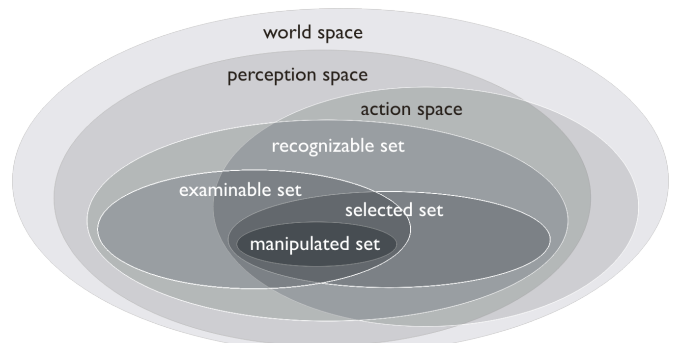 world space
perception space
action space
recognizable set
examinable set
selected set
manipulated set